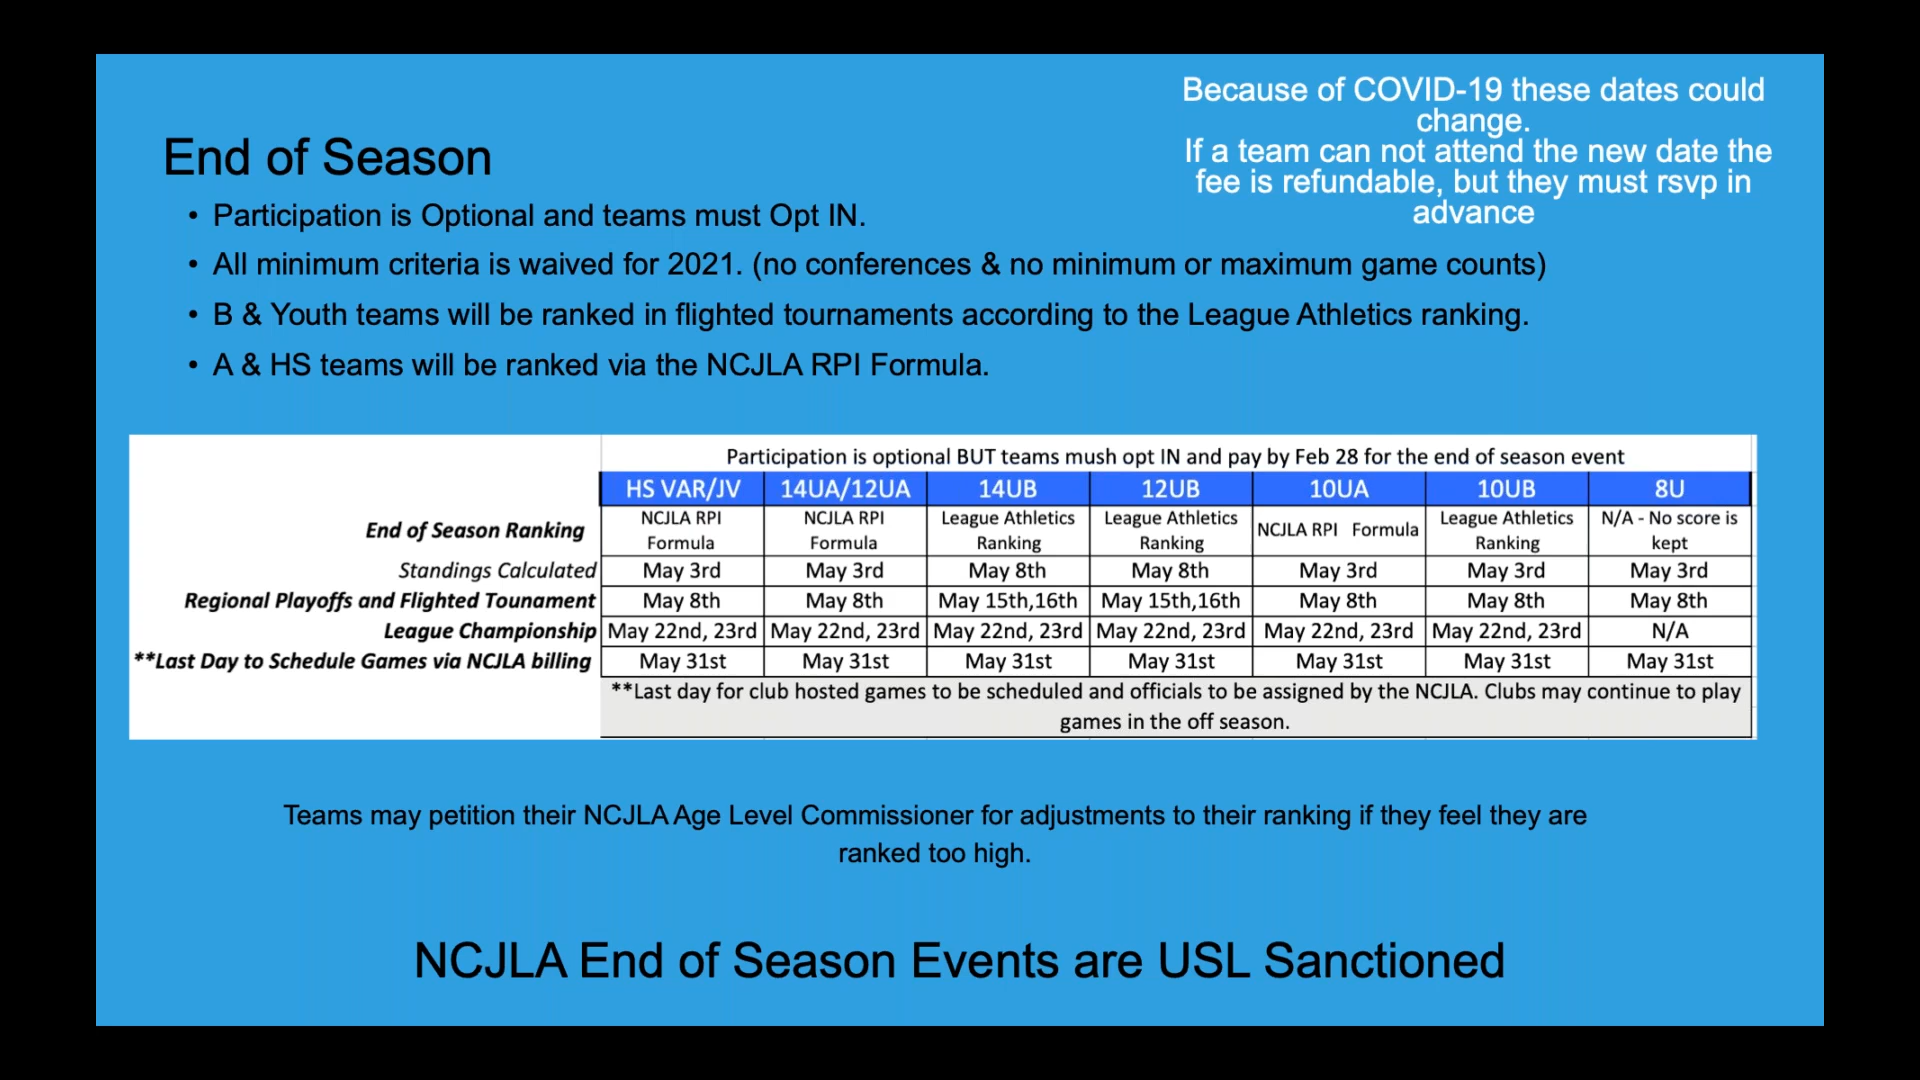 Because of COVID-19 these dates could
change.
If a team can not attend the new date the
fee is refundable, but they must rsvp in
advance
End of Season
• Participation is Optional and teams must Opt IN.
• All minimum criteria is waived for 2021. (no conferences & no minimum or maximum game counts)
• B & Youth teams will be ranked in flighted tournaments according to the League Athletics ranking.
• A & HS teams will be ranked via the NCJLA RPI Formula.
Participation is optional BUT teams mush opt IN and pay by Feb 28 for the end of season event
HS VAR/JV 14UA/12UA 14UB 12UB 10UA 10UB 8U
End of Season Ranking NCJLA RPI Formula NCJLA RPI Formula League Athletics Ranking League Athletics Ranking NCJLA RPI Formula League Athletics Ranking N/A - No score is kept
Standings Calculated May 3rd May 3rd May 8th May 8th May 3rd May 3rd May 3rd
Regional Playoffs and Flighted Tounament May 8th May 8th May 15th,16th May 15th,16th May 8th May 8th May 8th
League Championship May 22nd, 23rd May 22nd, 23rd May 22nd, 23rd May 22nd, 23rd May 22nd, 23rd May 22nd, 23rd N/A
**Last Day to Schedule Games via NCJLA billing May 31st May 31st May 31st May 31st May 31st May 31st May 31st
**Last day for club hosted games to be scheduled and officials to be assigned by the NCJLA. Clubs may continue to play
games in the off season.
Teams may petition their NCJLA Age Level Commissioner for adjustments to their ranking if they feel they are
ranked too high.
NCJLA End of Season Events are USL Sanctioned